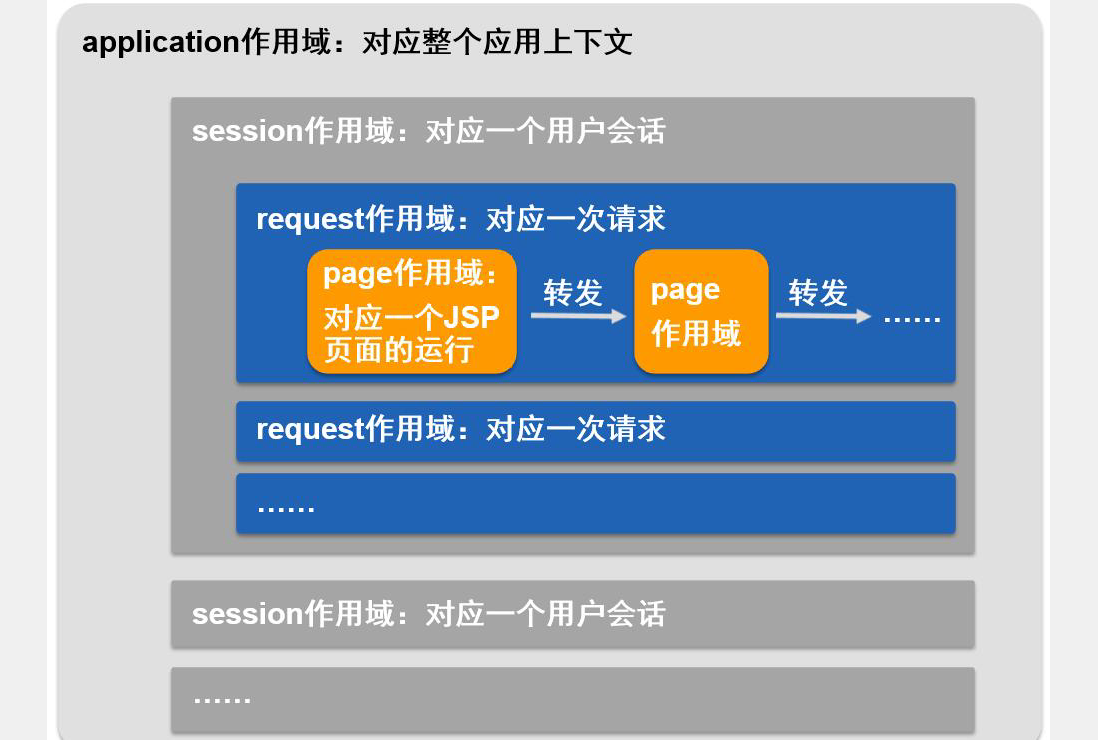 application作用域：对应整个应用上下文
session作用域：对应一个用户会话
request作用域：对应一次请求
page作用域：
对应一个JSP
页面的运行
转发
page
作用域
转发
......
request作用域：对应一次请求
......
session作用域：对应一个用户会话
......